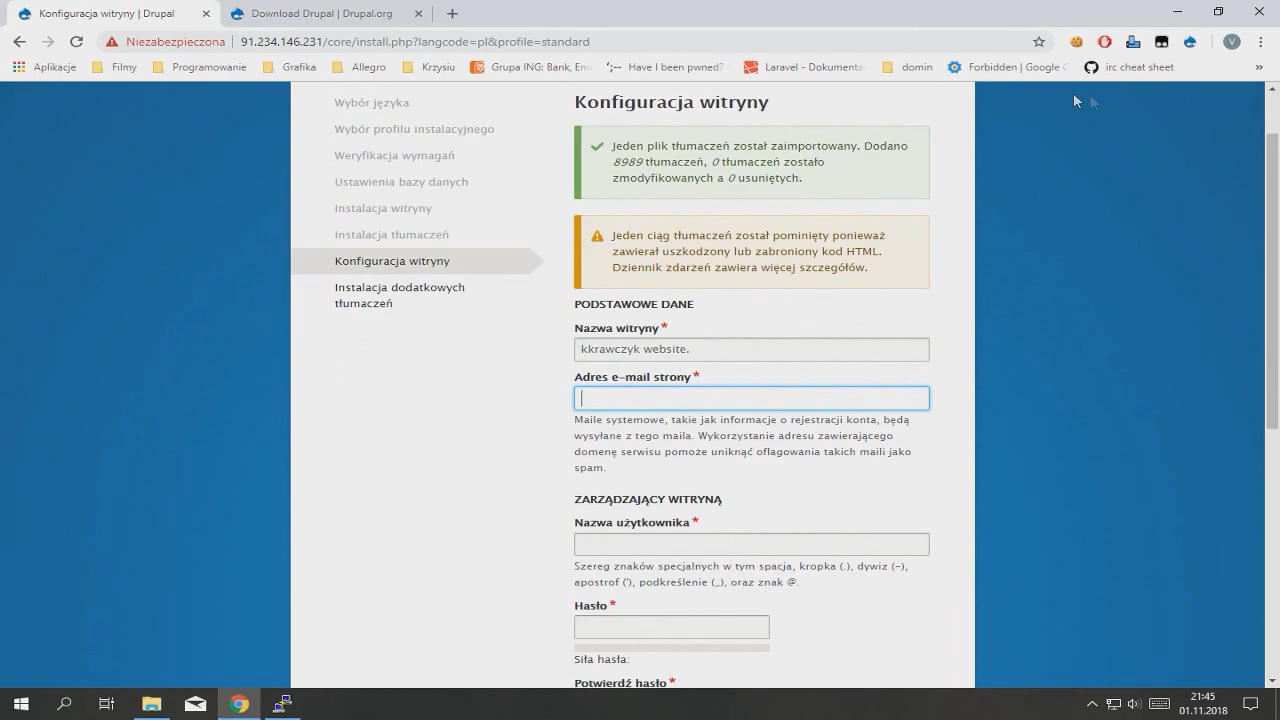 Konfiguracja witryny | Drupal
Download Drupal | Drupal.org
Niezabezpieczona
91.234.146.231/core/install.php?langcode=pl&profile=standard
V
Aplikacje
Filmy
Programowanie
Grafika
Allegro
Krzysiu
Grupa ING: Bank, Em
Have I been pwned?
Laravel - Dokumenta
domin
Forbidden | Google C
irc cheat sheet
»
Wybór języka
Wybór profilu instalacyjnego
Weryfikacja wymagań
Ustawienia bazy danych
Instalacja witryny
Instalacja tłumaczeń
Konfiguracja witryny
Instalacja dodatkowych
tłumaczeń
Konfiguracja witryny
Jeden plik tłumaczeń został zaimportowany. Dodano
8989 tłumaczeń, 0 tłumaczeń zostało
zmodyfikowanych a 0 usuniętych.
Jeden ciąg tłumaczeń został pominięty ponieważ
zawierał uszkodzony lub zabroniony kod HTML.
Dziennik zdarzeń zawiera więcej szczegółów.
PODSTAWOWE DANE
Nazwa witryny *
kkrawczyk website.
Adres e-mail strony *
Maile systemowe, takie jak informacje o rejestracji konta, będą
wysyłane z tego maila. Wykorzystanie adresu zawierającego
domenę serwisu pomoże uniknąć oflagowania takich maili jako
spam.
ZARZĄDZAJĄCY WITRYNĄ
Nazwa użytkownika *
Szereg znaków specjalnych w tym spacja, kropka (.), dywiz (-),
apostrof ('), podkreślenie (_), oraz znak @.
Hasło *
Siła hasła:
Potwierdź hasło *
21:45
01.11.2018